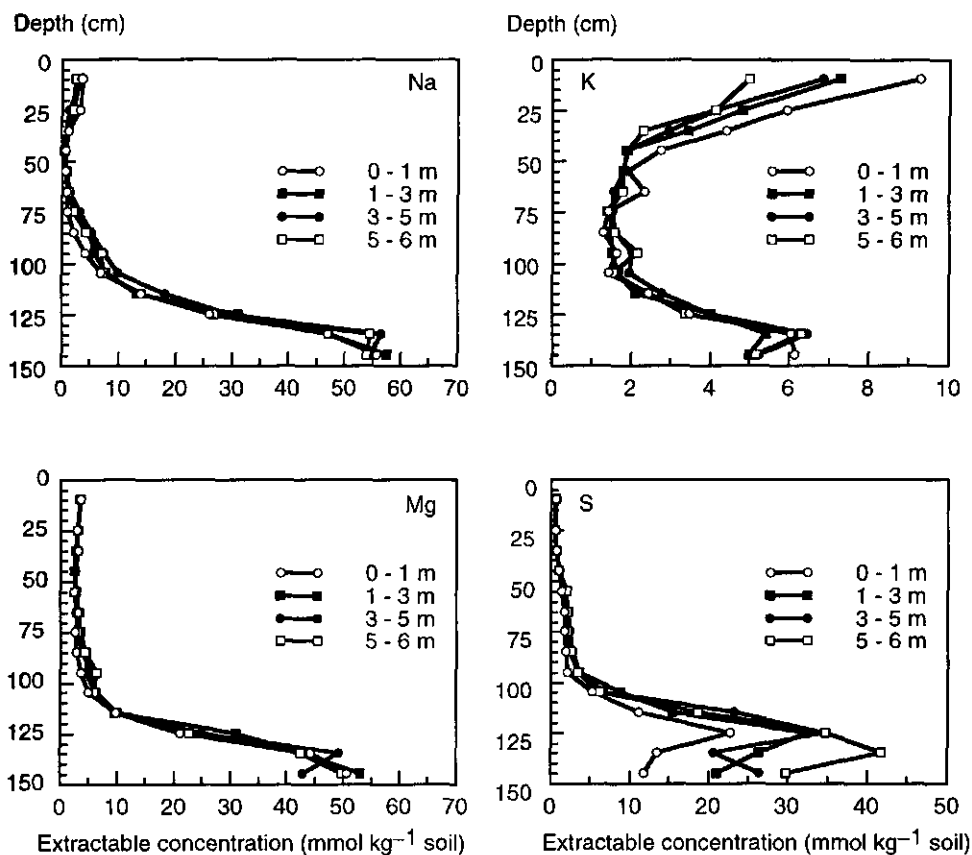 Depth (cm)
Depth (cm)
0
25
50
75
100
125
150
Na
0 - 1 m
1 - 3 m
3 - 5 m
5 - 6 m
0 10 20 30 40 50 60 70
0
25
50
75
100
125
150
K
0 - 1 m
1 - 3 m
3 - 5 m
5 - 6 m
0 2 4 6 8 10
0
25
50
75
100
125
150
Mg
0 - 1 m
1 - 3 m
3 - 5 m
5 - 6 m
0 10 20 30 40 50 60 70
Extractable concentration (mmol kg⁻¹ soil)
0
25
50
75
100
125
150
S
0 - 1 m
1 - 3 m
3 - 5 m
5 - 6 m
0 10 20 30 40 50
Extractable concentration (mmol kg⁻¹ soil)